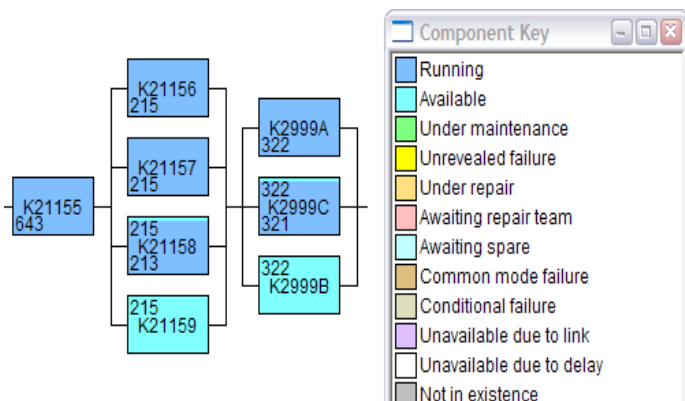 K21156
215
K21157
215
215
K21158
213
215
K21159
K21155
643
K2999A
322
322
K2999C
321
322
K2999B
Component Key
Running
Available
Under maintenance
Unrevealed failure
Under repair
Awaiting repair team
Awaiting spare
Common mode failure
Conditional failure
Unavailable due to link
Unavailable due to delay
Not in existence